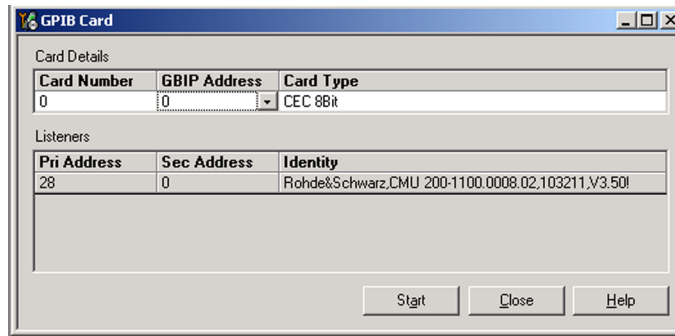 GPIB Card
Card Details
Card Number GBIP Address Card Type
0 0 CEC 8Bit
Listeners
Pri Address Sec Address Identity
28 0 Rohde&Schwarz,CMU 200-1100.0008.02,103211,V3.50!
Start Close Help